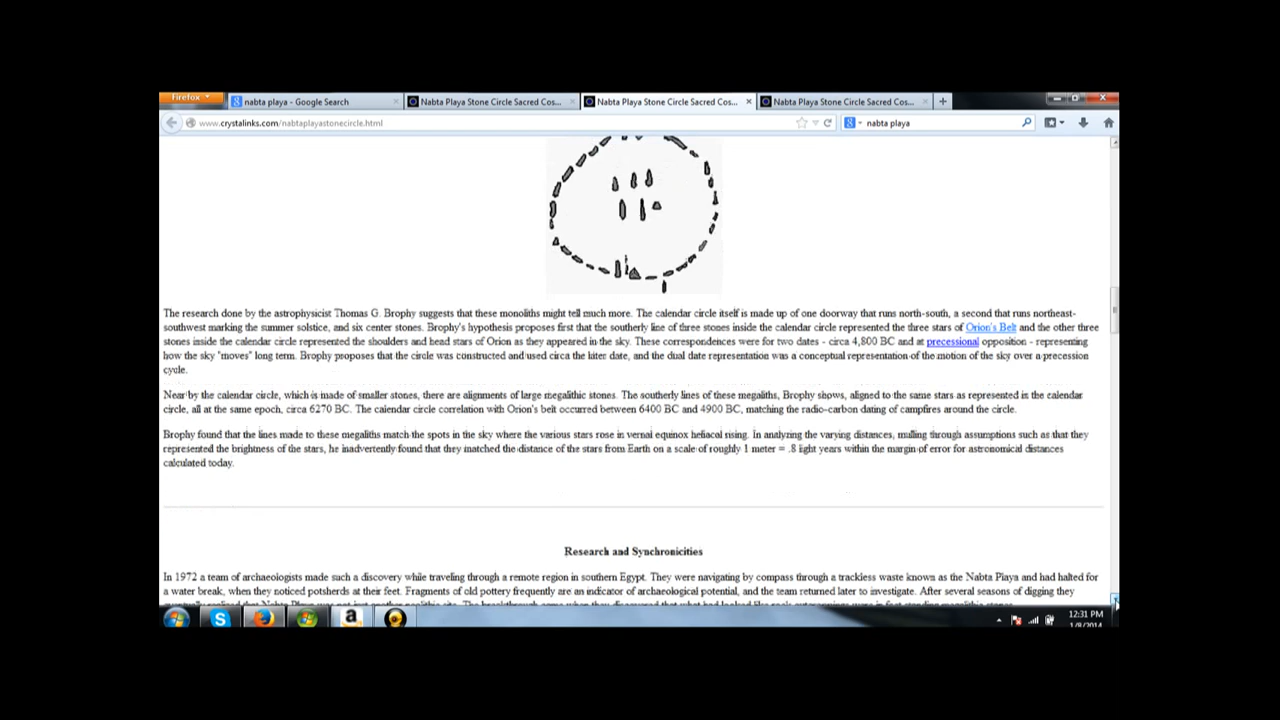 Firefox
nabta playa - Google Search
Nabta Playa Stone Circle Sacred Cos...
Nabta Playa Stone Circle Sacred Cos...
Nabta Playa Stone Circle Sacred Cos...
www.crystalinks.com/nabtaplayastonecircle.html
nabta playa
The research done by the astrophysicist Thomas G. Brophy suggests that these monoliths might tell much more. The calendar circle itself is made up of one doorway that runs north-south, a second that runs northeast-
southwest marking the summer solstice, and six center stones. Brophy's hypothesis proposes first that the southerly line of three stones inside the calendar circle represented the three stars of Orion's Belt and the other three
stones inside the calendar circle represented the shoulders and head stars of Orion as they appeared in the sky. These correspondences were for two dates - circa 4,800 BC and at precessional opposition - representing
how the sky "moves" long term. Brophy proposes that the circle was constructed and used circa the later date, and the dual date representation was a conceptual representation of the motion of the sky over a precession
cycle.
Near by the calendar circle, which is made of smaller stones, there are alignments of large megalithic stones. The southerly lines of these megaliths, Brophy shows, aligned to the same stars as represented in the calendar
circle, all at the same epoch, circa 6270 BC. The calendar circle correlation with Orion's belt occurred between 6400 BC and 4900 BC, matching the radio-carbon dating of campfires around the circle.
Brophy found that the lines made to these megaliths match the spots in the sky where the various stars rose in vernal equinox heliacal rising. In analyzing the varying distances, mulling through assumptions such as that they
represented the brightness of the stars, he inadvertently found that they matched the distance of the stars from Earth on a scale of roughly 1 meter = .8 light years within the margin of error for astronomical distances
calculated today.
Research and Synchronicities
In 1972 a team of archaeologists made such a discovery while traveling through a remote region in southern Egypt. They were navigating by compass through a trackless waste known as the Nabta Playa and had halted for
a water break, when they noticed potsherds at their feet. Fragments of old pottery frequently are an indicator of archaeological potential, and the team returned later to investigate. After several seasons of digging they
12:31 PM
1/8/2014